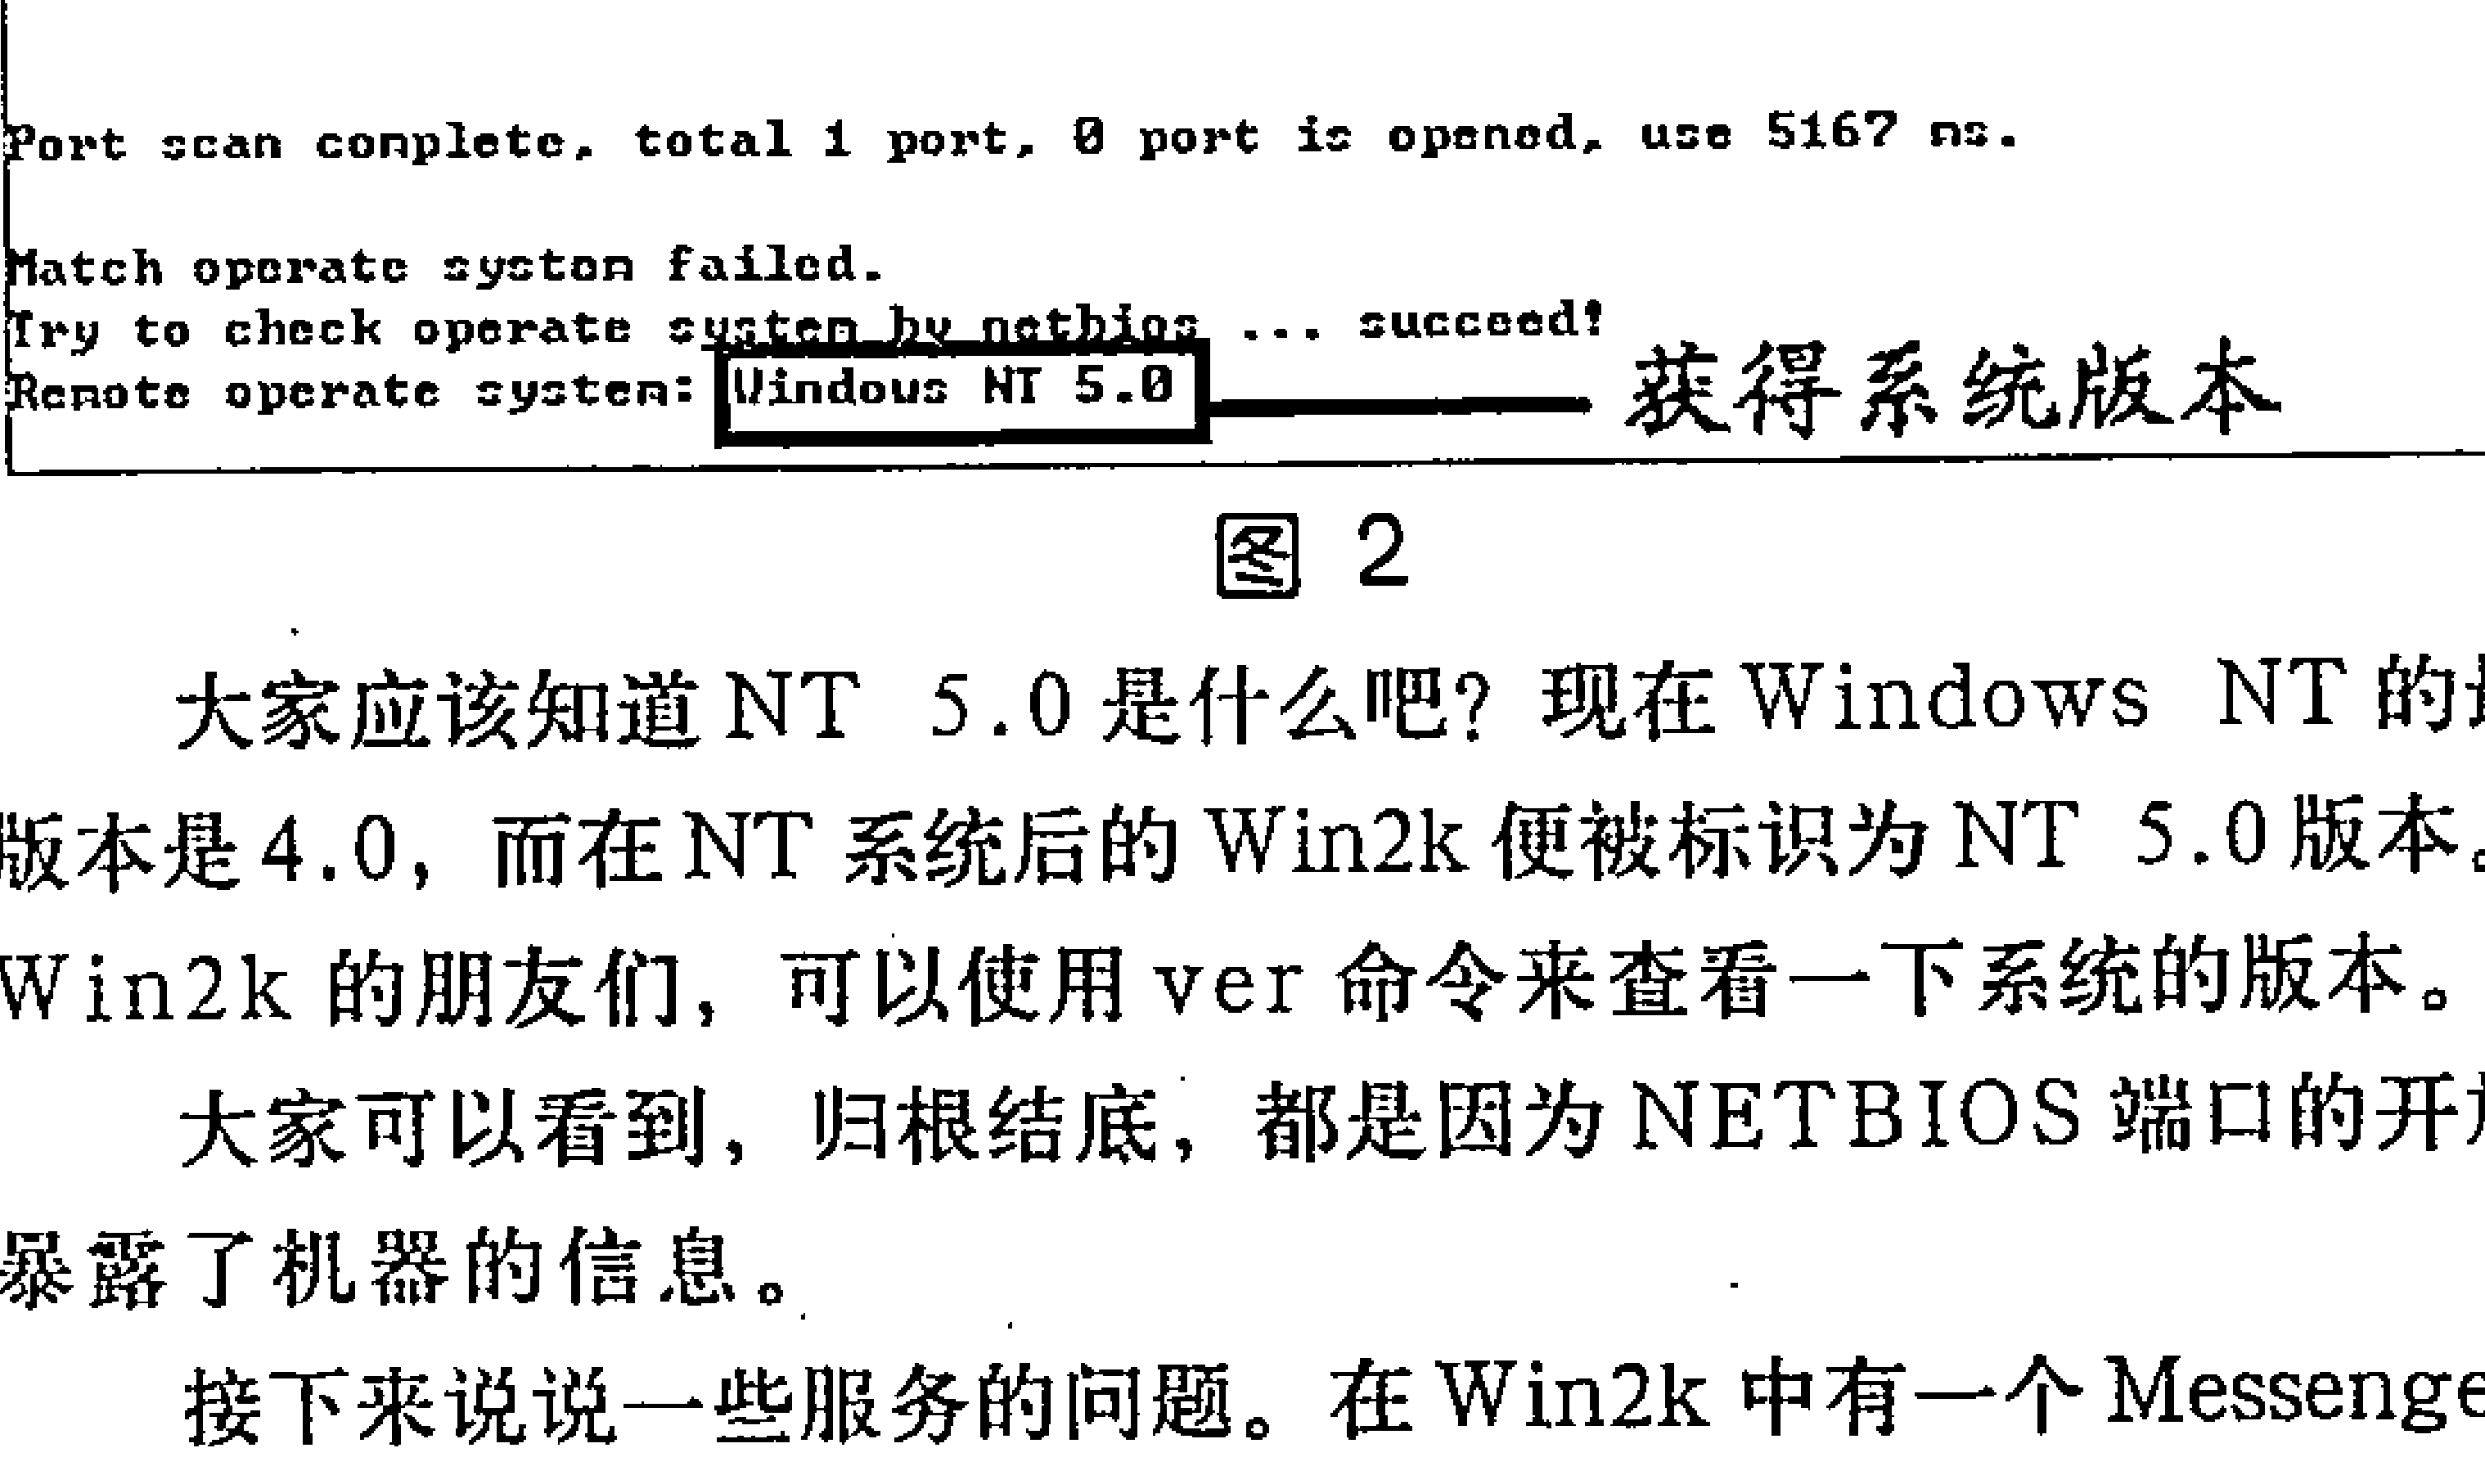 Port scan complete, total 1 port, 0 port is opened, use 5167 ms.
Match operate system failed.
Try to check operate system by netbios ... succeed!
Remote operate system: Windows NT 5.0 获得系统版本
图 2
大家应该知道NT 5.0是什么吧？现在Windows NT的
版本是4.0，而在NT系统后的Win2k便被标识为NT 5.0版本。
Win2k的朋友们，可以使用ver命令来查看一下系统的版本。
大家可以看到，归根结底，都是因为NETBIOS端口的开
暴露了机器的信息。
接下来说说一些服务的问题。在Win2k中有一个Messenge